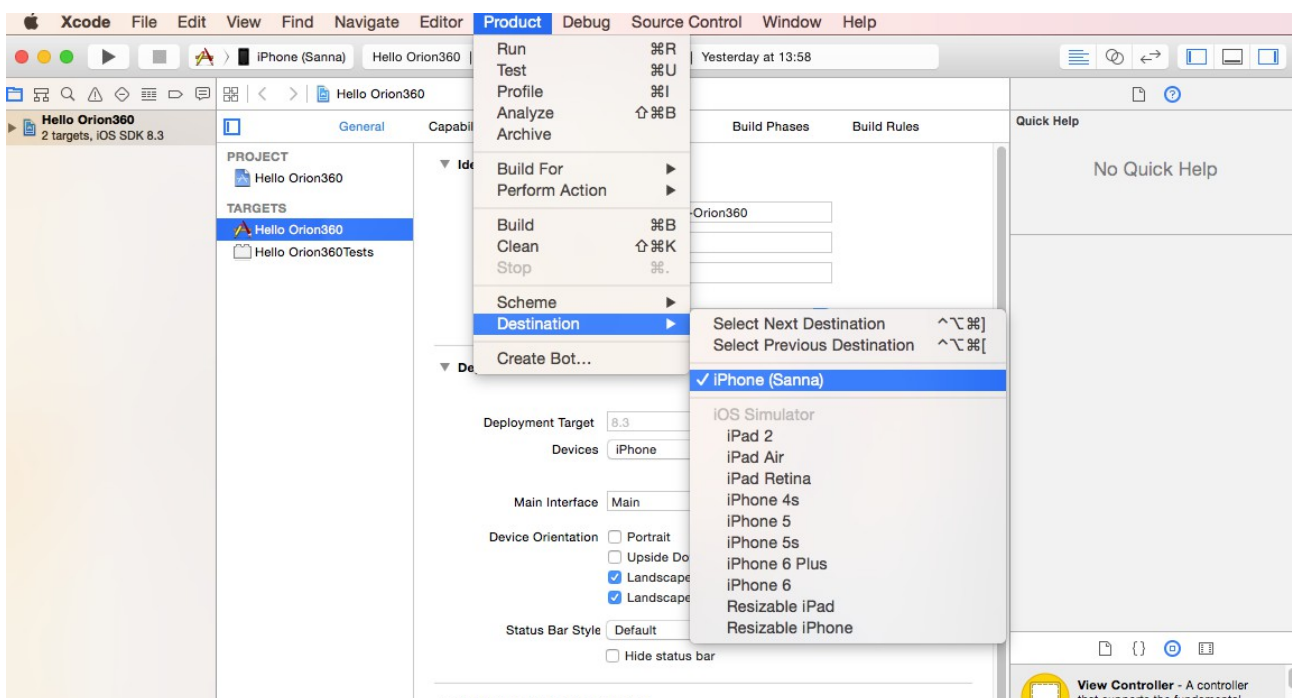 Xcode File Edit View Find Navigate Editor Product Debug Source Control Window Help
iPhone (Sanna) Hello Orion360 | Yesterday at 13:58
Hello Orion360
Hello Orion360
2 targets, iOS SDK 8.3
General Capabil Build Phases Build Rules
PROJECT
Hello Orion360
TARGETS
Hello Orion360
Hello Orion360Tests
Ide
-Orion360
De
Deployment Target 8.3
Devices iPhone
Main Interface Main
Device Orientation Portrait
Upside Do
Landscape
Landscape
Status Bar Style Default
Hide status bar
Run ⌘R
Test ⌘U
Profile ⌘I
Analyze ⇧⌘B
Archive
Build For
Perform Action
Build ⌘B
Clean ⇧⌘K
Stop ⌘.
Scheme
Destination
Create Bot...
Select Next Destination ^⌥⌘]
Select Previous Destination ^⌥⌘[
✓ iPhone (Sanna)
iOS Simulator
iPad 2
iPad Air
iPad Retina
iPhone 4s
iPhone 5
iPhone 5s
iPhone 6 Plus
iPhone 6
Resizable iPad
Resizable iPhone
Quick Help
No Quick Help
View Controller - A controller
that supports the fundamental